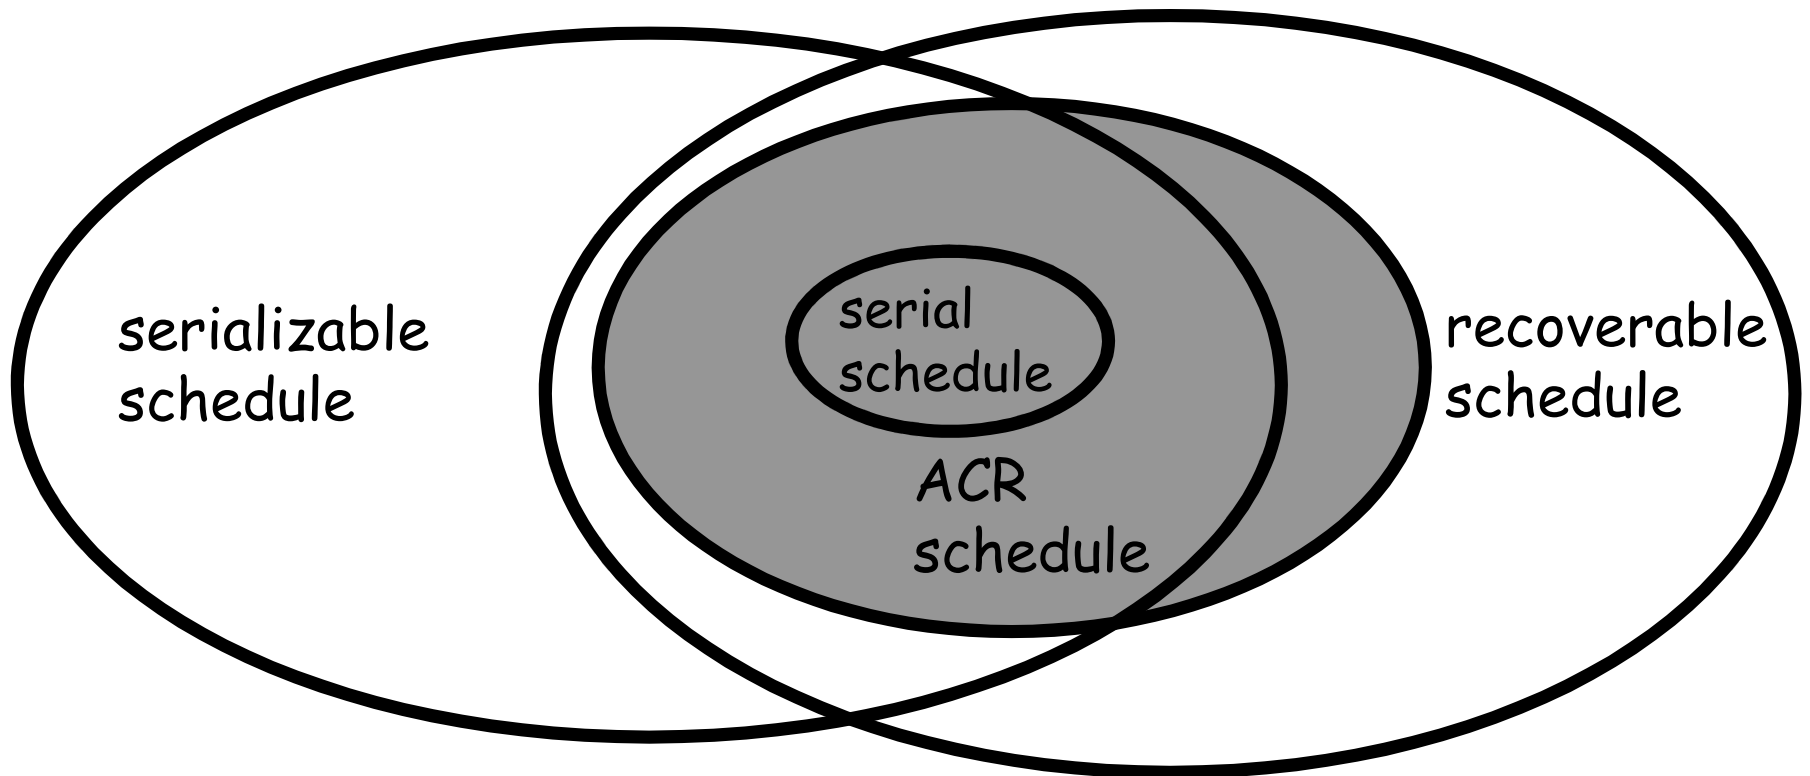 serializable
schedule
serial
schedule
ACR
schedule
recoverable
schedule